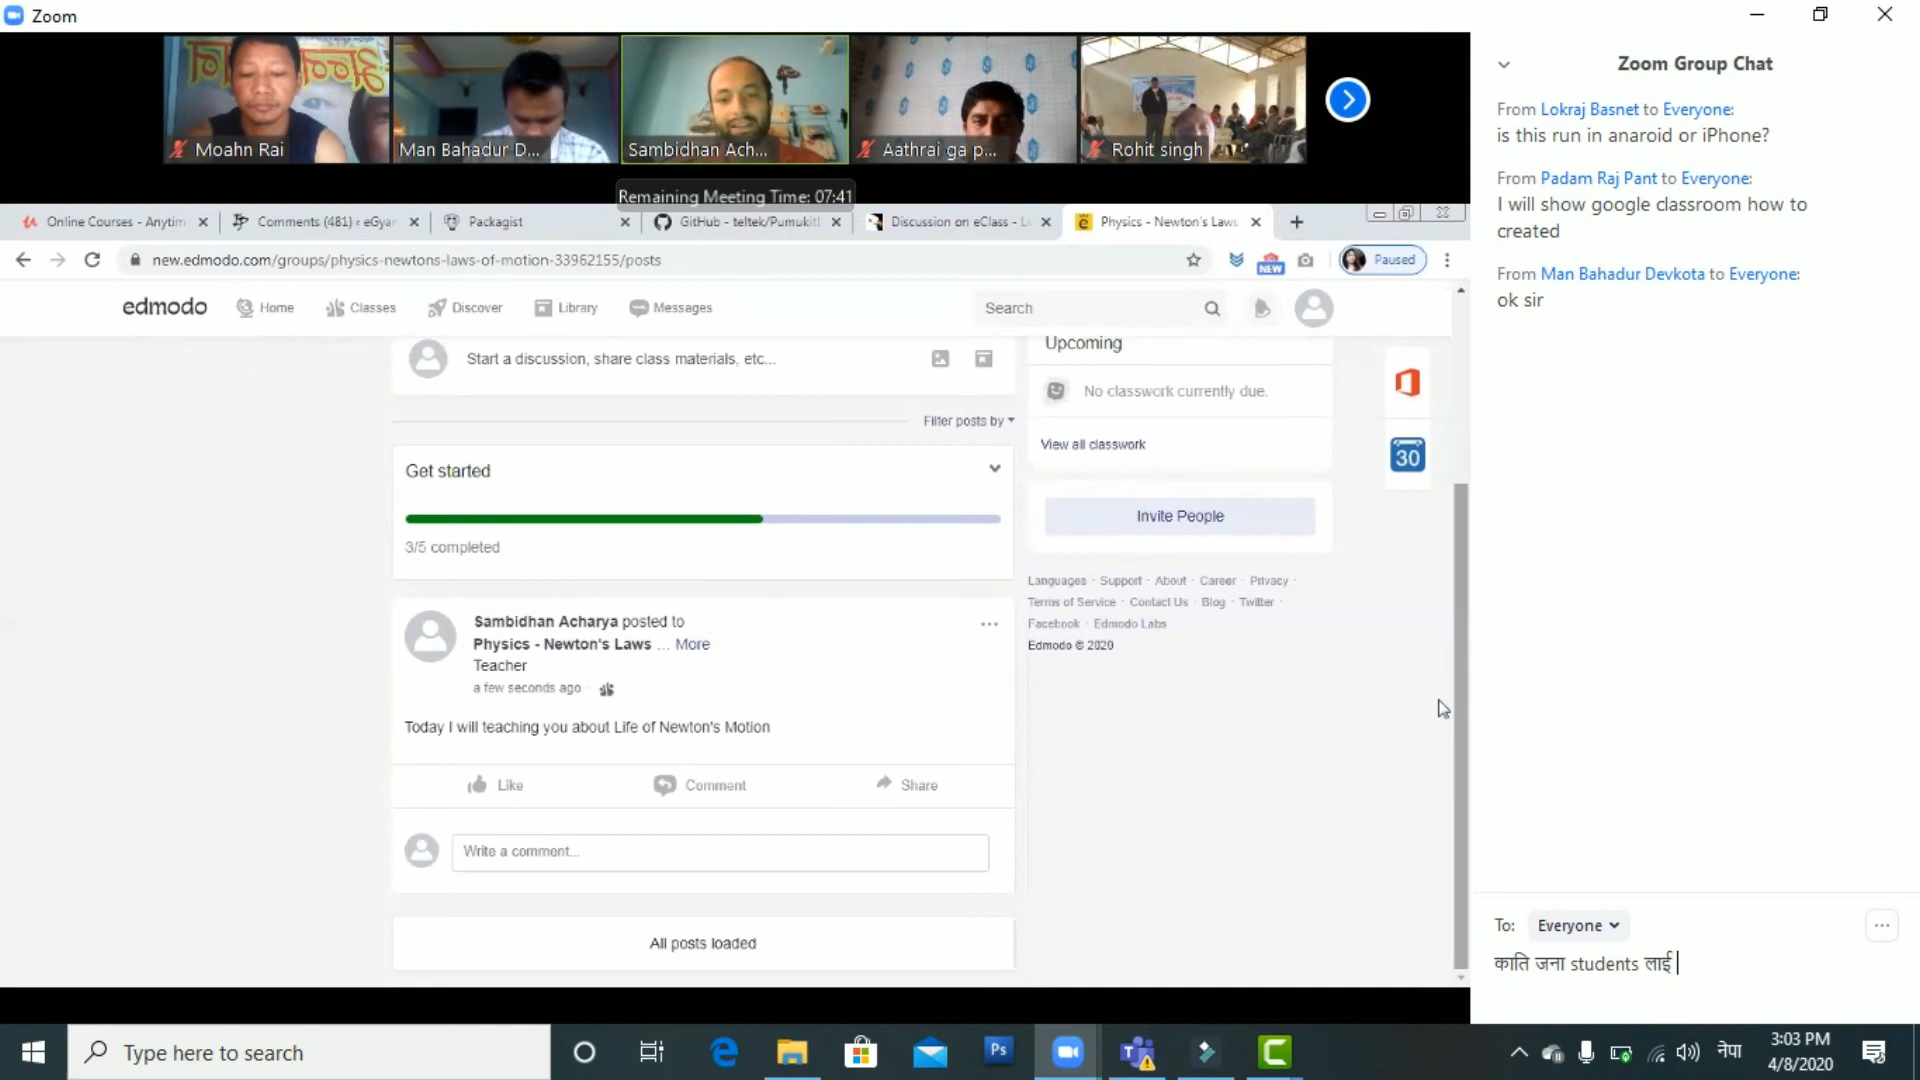 Zoom
Moahn Rai
Man Bahadur D...
Sambidhan Ach...
Aathrai ga p...
Rohit singh
Remaining Meeting Time: 07:41
Online Courses - Anytim
Comments (481) ‹ eGyar
Packagist
GitHub - teltek/Pumukit
Discussion on eClass - L
Physics - Newton's Laws
new.edmodo.com/groups/physics-newtons-laws-of-motion-33962155/posts
NEW
Paused
edmodo
Home
Classes
Discover
Library
Messages
Search
Start a discussion, share class materials, etc...
Filter posts by
Get started
3/5 completed
Sambidhan Acharya posted to
Physics - Newton's Laws ... More
Teacher
a few seconds ago
Today I will teaching you about Life of Newton's Motion
Like
Comment
Share
Write a comment...
All posts loaded
Upcoming
No classwork currently due.
View all classwork
Invite People
Languages · Support · About · Career · Privacy ·
Terms of Service · Contact Us · Blog · Twitter ·
Facebook · Edmodo Labs
Edmodo © 2020
30
Zoom Group Chat
From Lokraj Basnet to Everyone:
is this run in anaroid or iPhone?
From Padam Raj Pant to Everyone:
I will show google classroom how to
created
From Man Bahadur Devkota to Everyone:
ok sir
To: Everyone
काति जना students लाई
Type here to search
Ps
नेपा
3:03 PM
4/8/2020